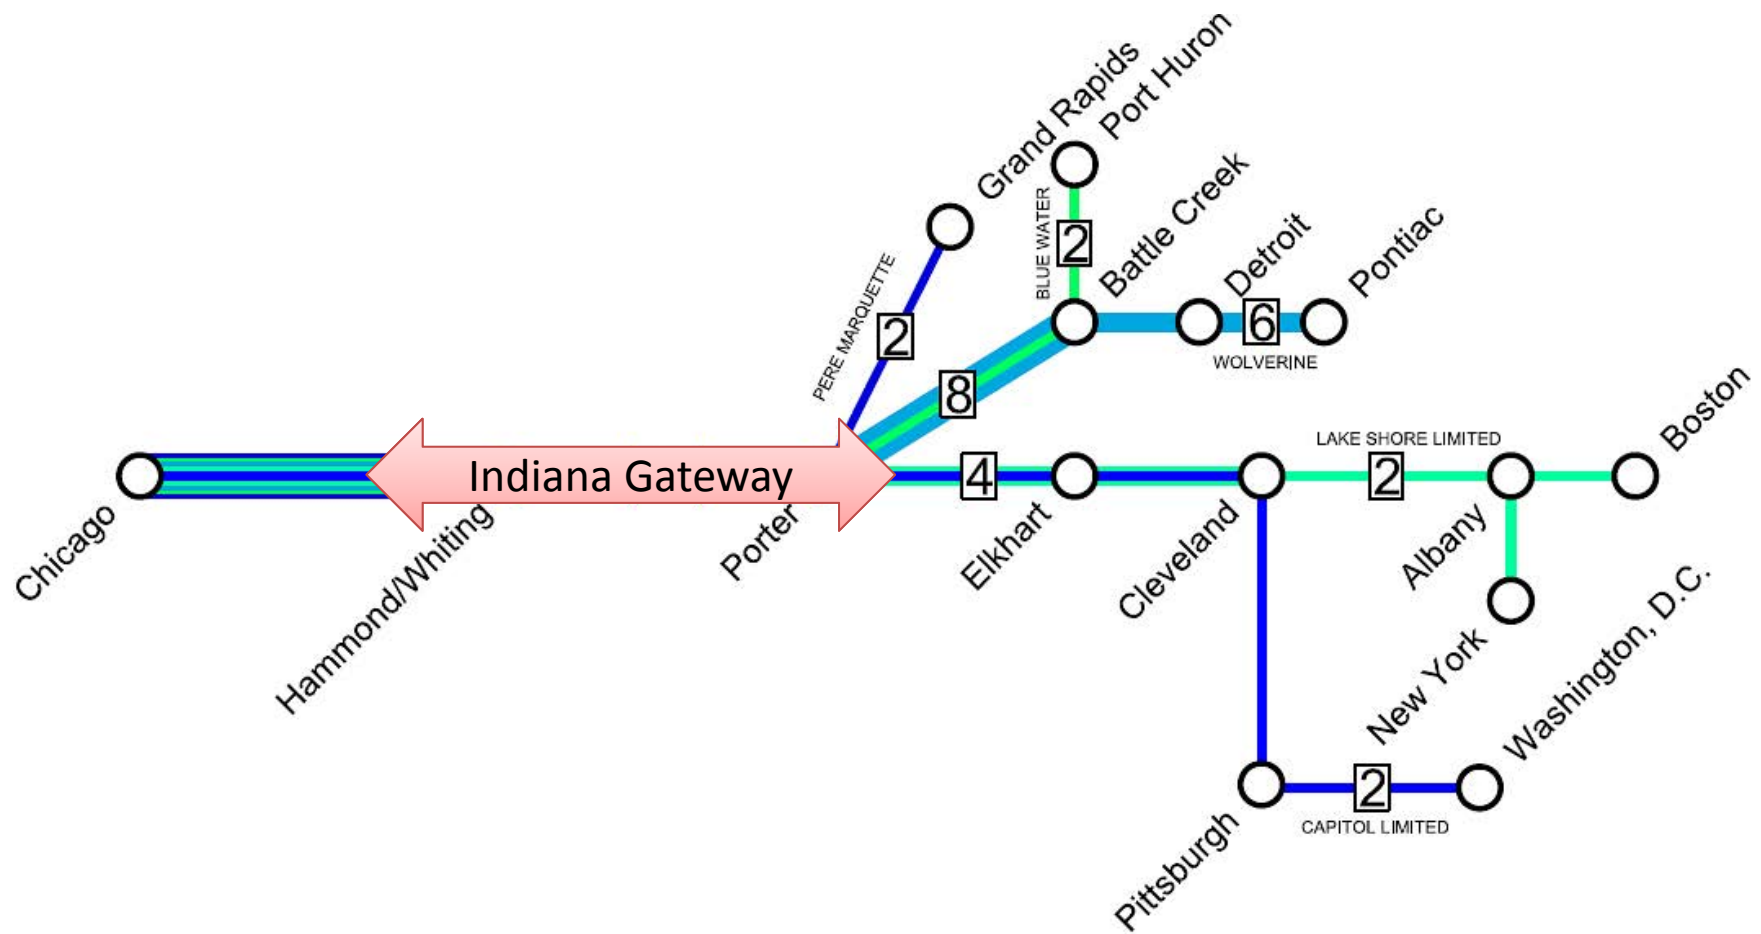 Port Huron
Grand Rapids
BLUE WATER
2
Battle Creek
Detroit
Pontiac
PERE MARQUETTE
2
6
WOLVERINE
8
Indiana Gateway
4
LAKE SHORE LIMITED
2
Boston
Chicago
Hammond/Whiting
Porter
Elkhart
Cleveland
Albany
New York
Washington, D.C.
Pittsburgh
2
CAPITOL LIMITED